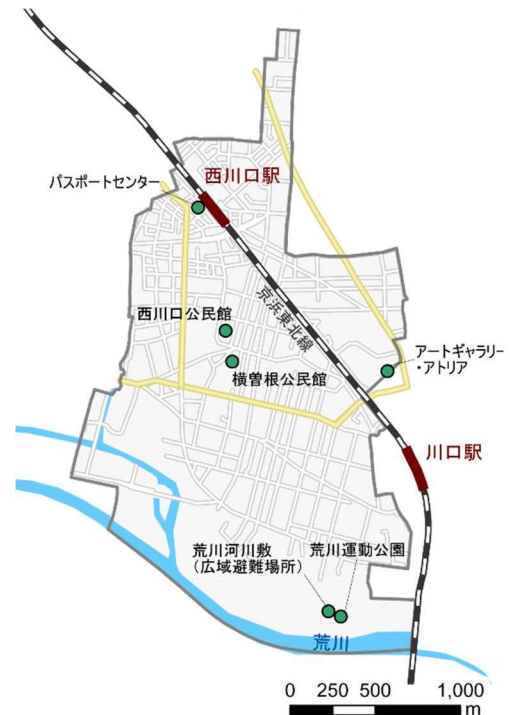 パスポートセンター
西川口駅
京浜東北線
西川口公民館
横曽根公民館
アートギャラリー
・アトリア
川口駅
荒川河川敷
（広域避難場所）
荒川運動公園
荒川
0 250 500 1,000
m